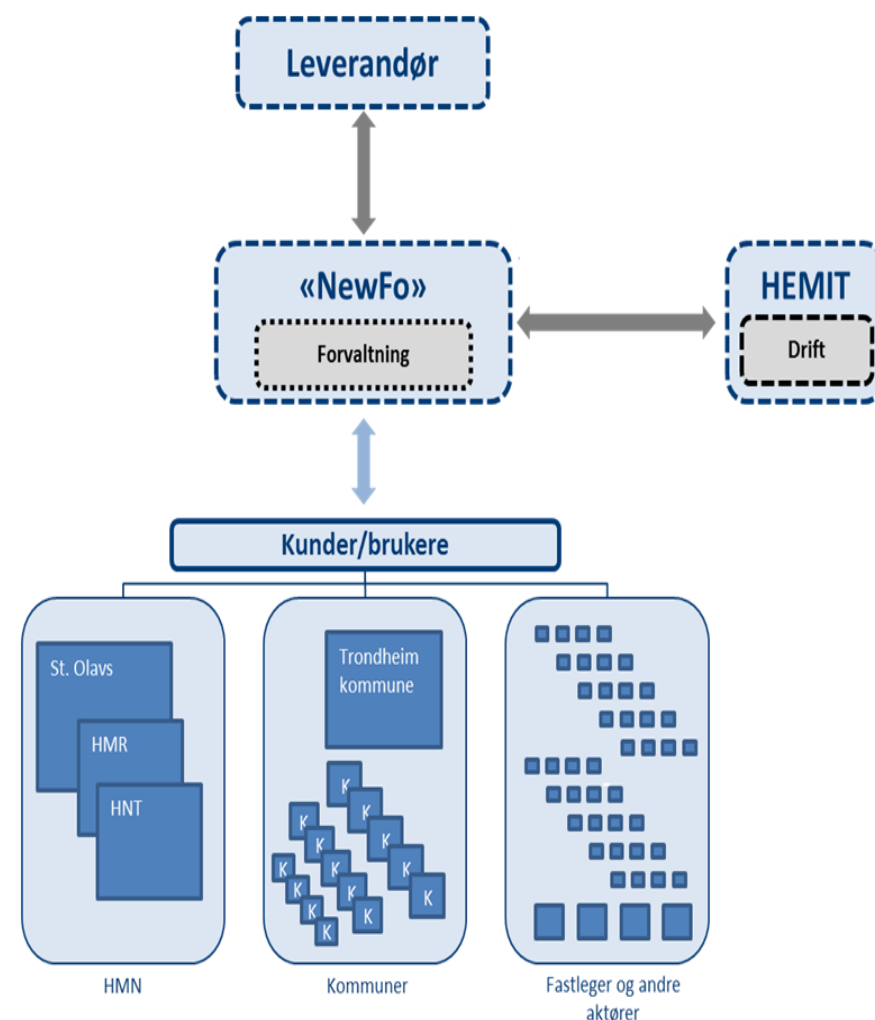 Leverandør
«NewFo»
Forvaltning
HEMIT
Drift
Kunder/brukere
St. Olavs
HMR
HNT
HMN
Trondheim
kommune
K
K
K
K
K
K
K
K
K
K
K
K
K
K
Kommuner
Fastleger og andre
aktører